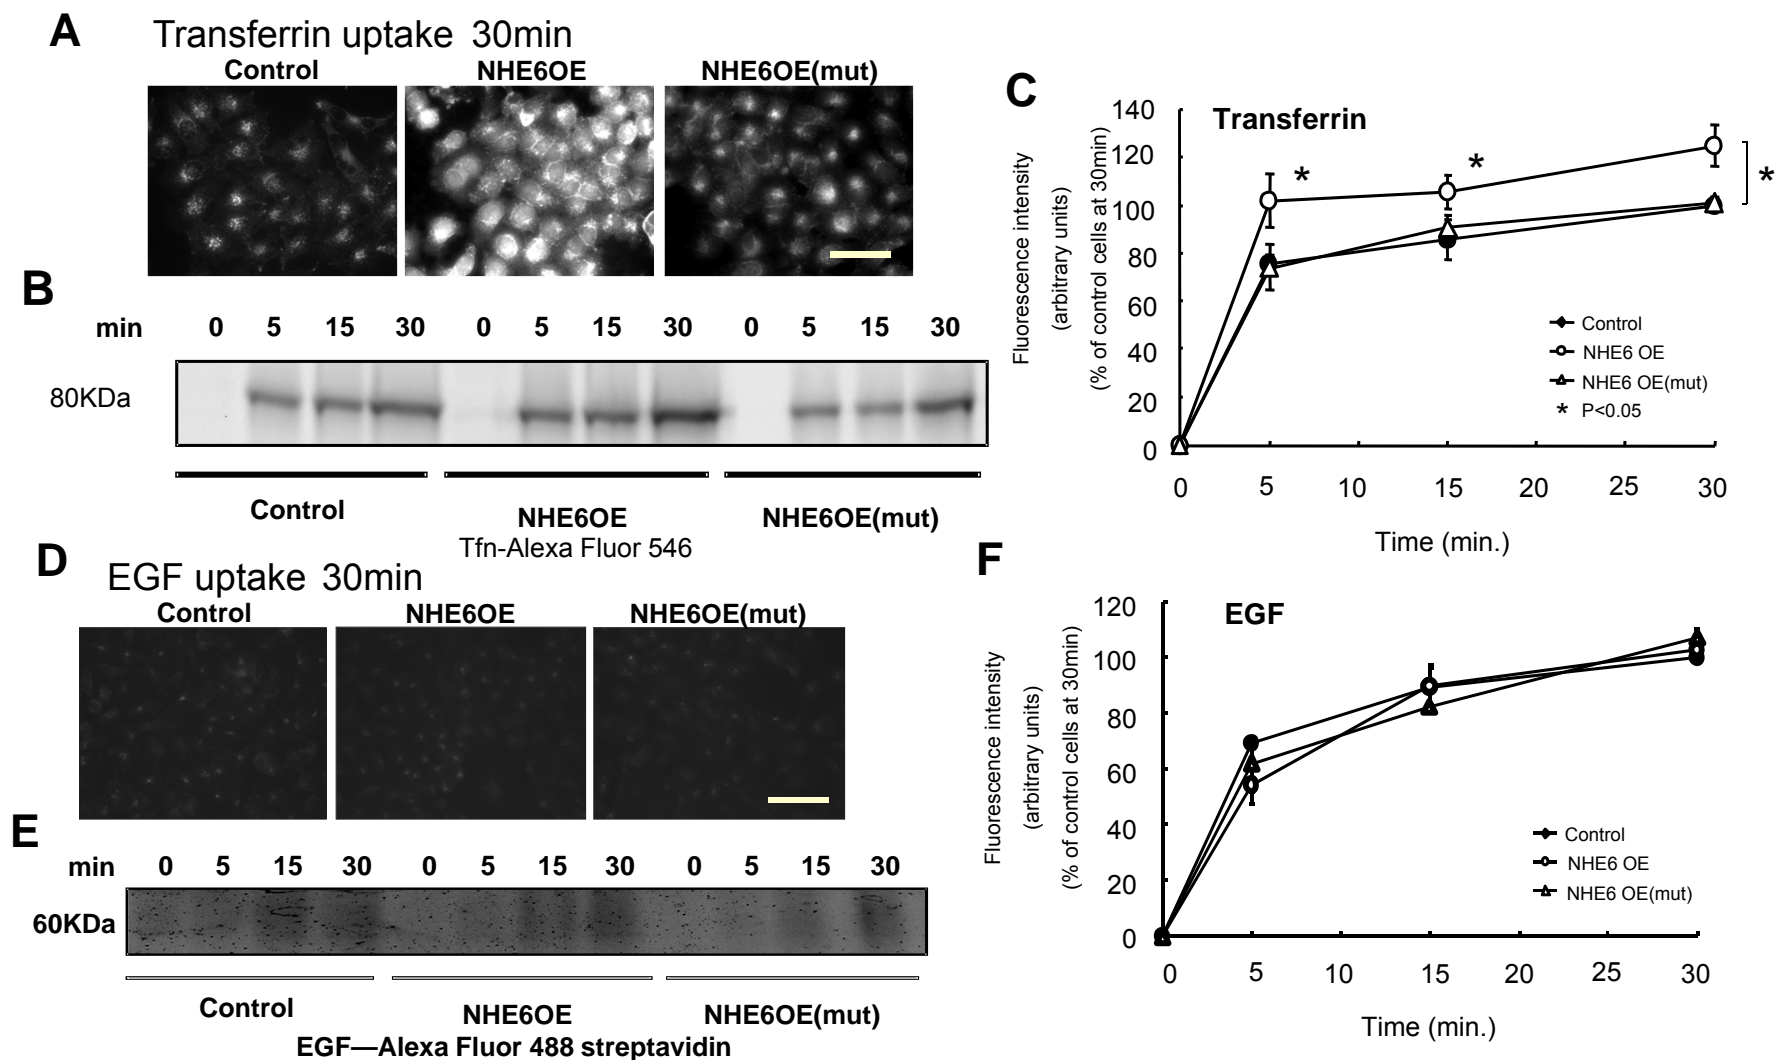 A
Transferrin uptake 30min
Control NHE6OE NHE6OE(mut)
B
min 0 5 15 30 0 5 15 30 0 5 15 30
80KDa
Control NHE6OE NHE6OE(mut)
Tfn-Alexa Fluor 546
C
Transferrin
Fluorescence intensity
(arbitrary units)
(% of control cells at 30min)
140
120
100
80
60
40
20
0
*
*
*
Control
NHE6 OE
NHE6 OE(mut)
* P<0.05
0 5 10 15 20 25 30
Time (min.)
D
EGF uptake 30min
Control NHE6OE NHE6OE(mut)
E
min 0 5 15 30 0 5 15 30 0 5 15 30
60KDa
Control NHE6OE NHE6OE(mut)
EGF—Alexa Fluor 488 streptavidin
F
EGF
Fluorescence intensity
(arbitrary units)
(% of control cells at 30min)
120
100
80
60
40
20
0
Control
NHE6 OE
NHE6 OE(mut)
0 5 10 15 20 25 30
Time (min.)